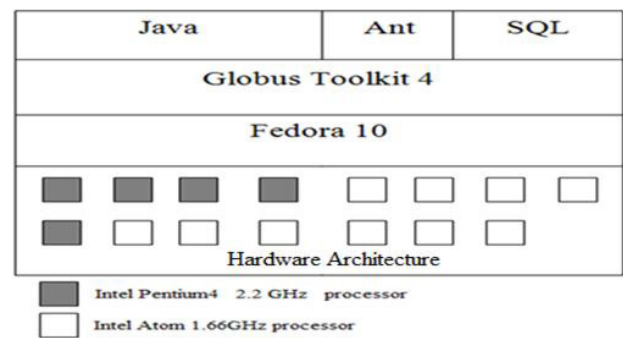 Java Ant SQL
Globus Toolkit 4
Fedora 10
Hardware Architecture
Intel Pentium4 2.2 GHz processor
Intel Atom 1.66GHz processor